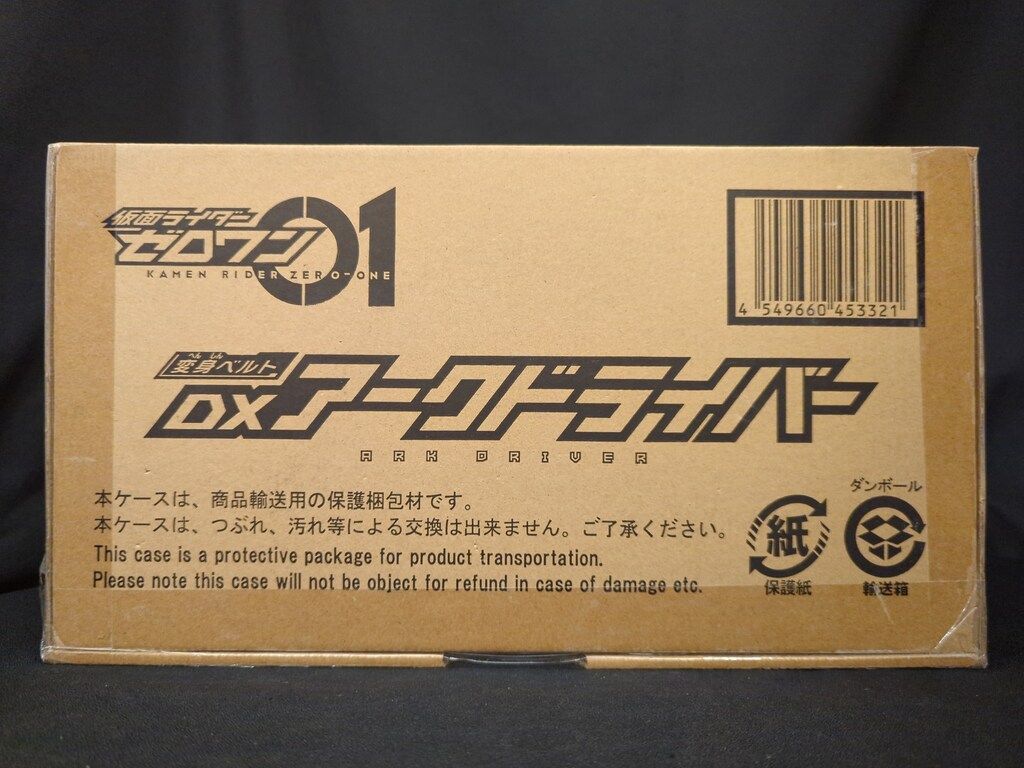 仮面ライダー
ゼロワン 01
KAMEN RIDER ZERO-ONE
4 549660 453321
へん しん
変身ベルト
DXアークドライバー
ARK DRIVER
本ケースは、商品輸送用の保護梱包材です。
本ケースは、つぶれ、汚れ等による交換は出来ません。ご了承ください。
This case is a protective package for product transportation.
Please note this case will not be object for refund in case of damage etc.
紙
保護紙
ダンボール
輸送箱